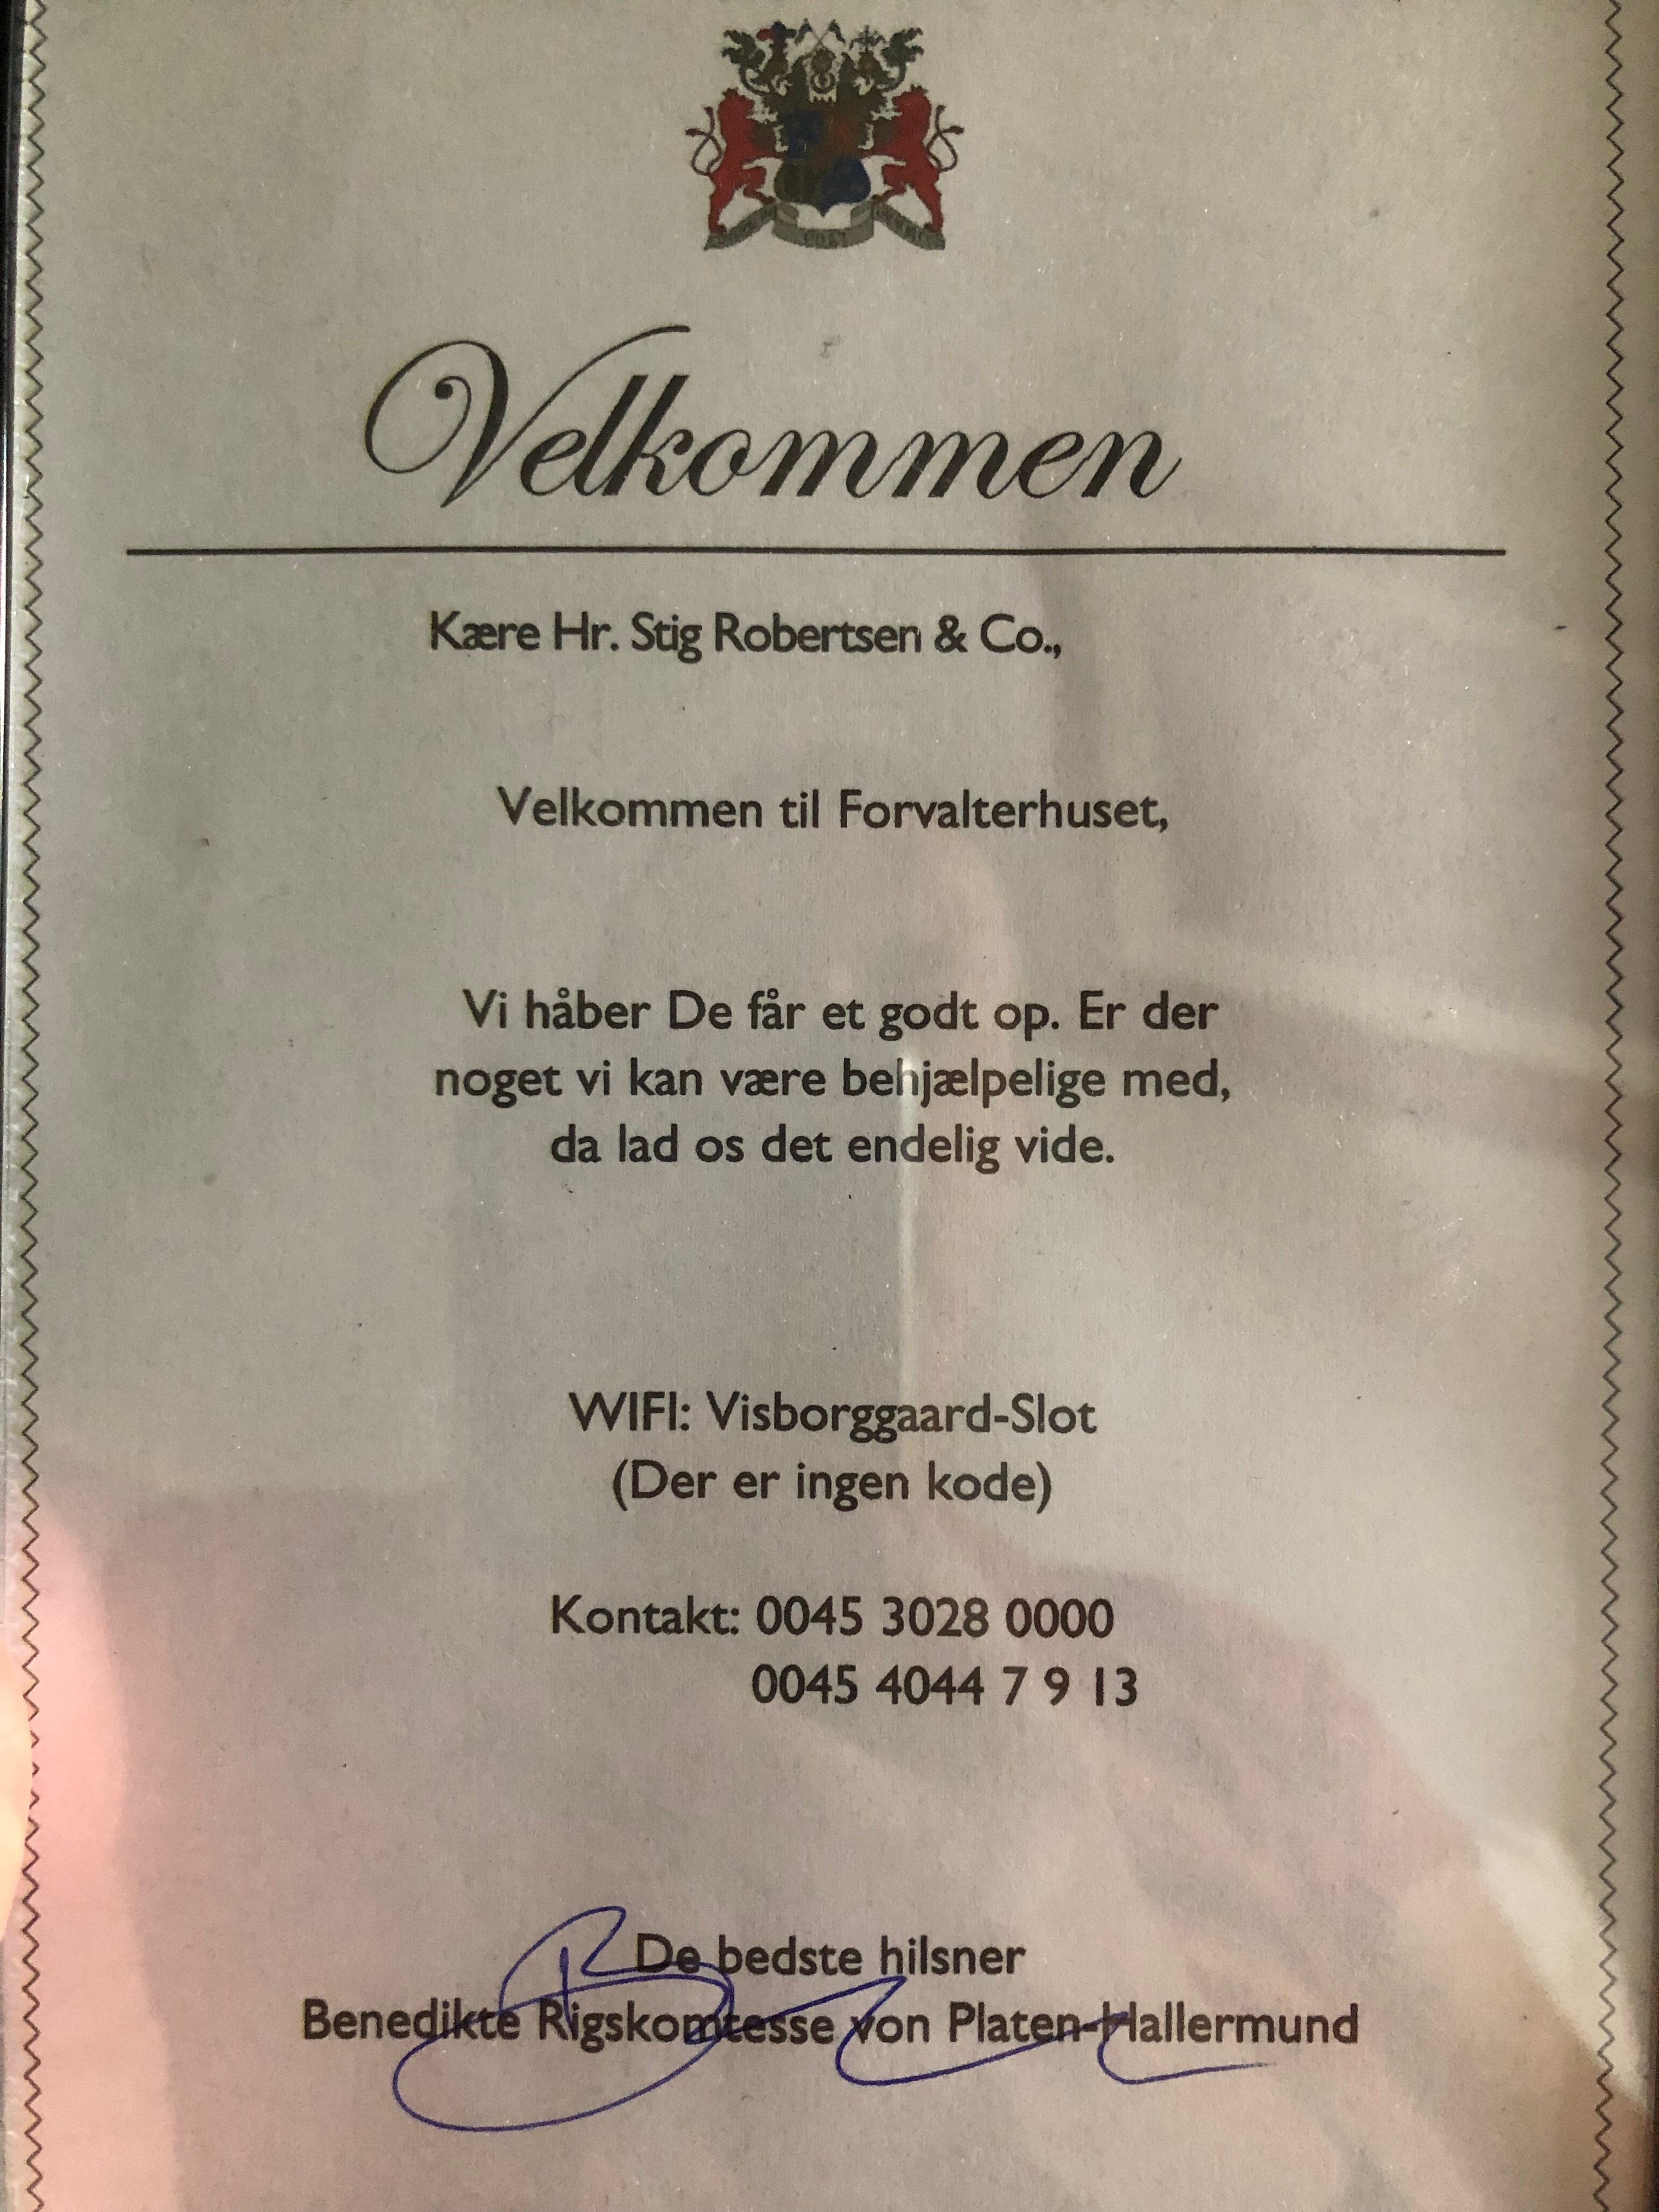 Velkommen
Kære Hr. Stig Robertsen & Co.,
Velkommen til Forvalterhuset,
Vi håber De får et godt op. Er der
noget vi kan være behjælpelige med,
da lad os det endelig vide.
WIFI: Visborggaard-Slot
(Der er ingen kode)
Kontakt: 0045 3028 0000
0045 4044 7 9 13
De bedste hilsner
Benedikte Rigskomtesse von Platen-Hallermund